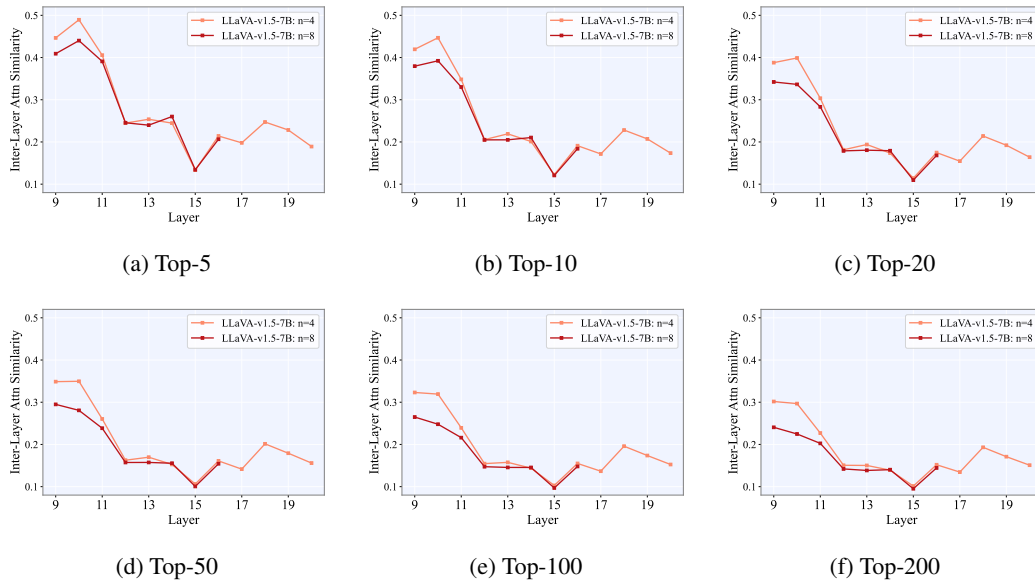 0.5
0.4
0.3
0.2
0.1
Inter-Layer Attn Similarity
LLaVA-v1.5-7B: n=4
LLaVA-v1.5-7B: n=8
9 11 13 15 17 19
Layer
(a) Top-5
0.5
0.4
0.3
0.2
0.1
Inter-Layer Attn Similarity
LLaVA-v1.5-7B: n=4
LLaVA-v1.5-7B: n=8
9 11 13 15 17 19
Layer
(b) Top-10
0.5
0.4
0.3
0.2
0.1
Inter-Layer Attn Similarity
LLaVA-v1.5-7B: n=4
LLaVA-v1.5-7B: n=8
9 11 13 15 17 19
Layer
(c) Top-20
0.5
0.4
0.3
0.2
0.1
Inter-Layer Attn Similarity
LLaVA-v1.5-7B: n=4
LLaVA-v1.5-7B: n=8
9 11 13 15 17 19
Layer
(d) Top-50
0.5
0.4
0.3
0.2
0.1
Inter-Layer Attn Similarity
LLaVA-v1.5-7B: n=4
LLaVA-v1.5-7B: n=8
9 11 13 15 17 19
Layer
(e) Top-100
0.5
0.4
0.3
0.2
0.1
Inter-Layer Attn Similarity
LLaVA-v1.5-7B: n=4
LLaVA-v1.5-7B: n=8
9 11 13 15 17 19
Layer
(f) Top-200